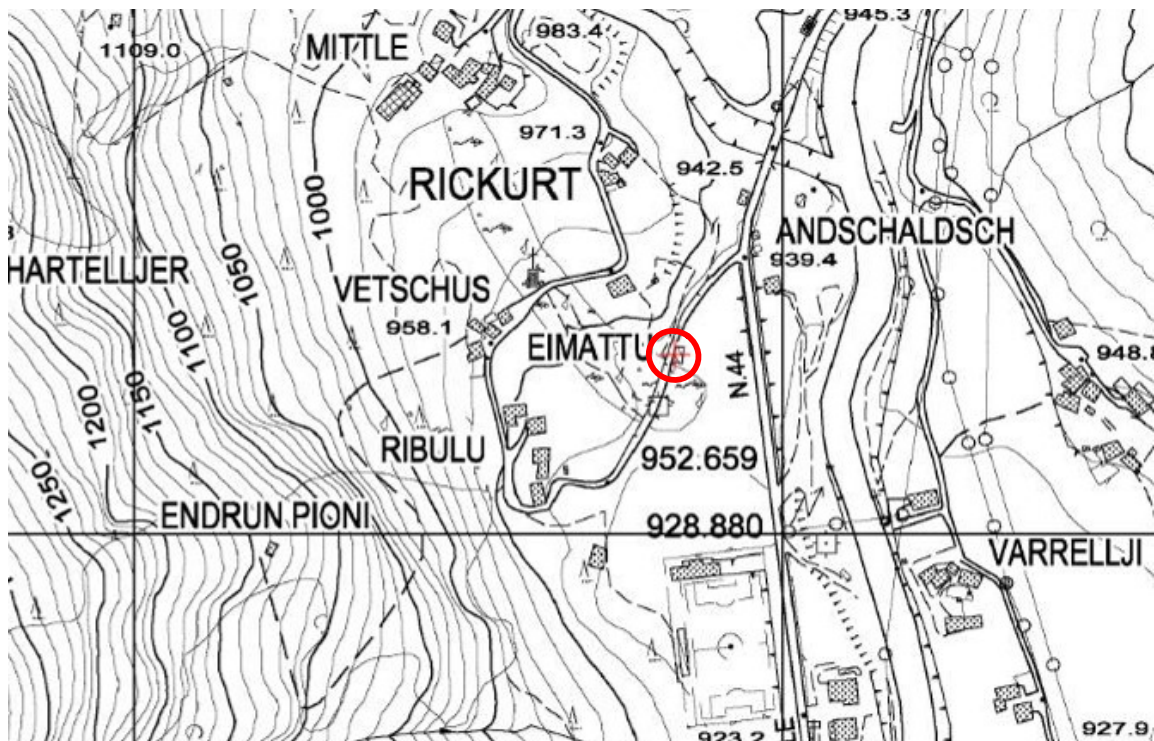 945.3
983.4
1109.0
MITTLE
971.3
942.5
RICKURT
1000
ANDSCHALDSCH
1050
939.4
HARTELLJER
VETSCHUS
958.1
1100
EIMATTU
948.8
N.44
1150
1200
RIBULU
952.659
1250
ENDRUN PIONI
928.880
VARRELLJI
923.2
927.9